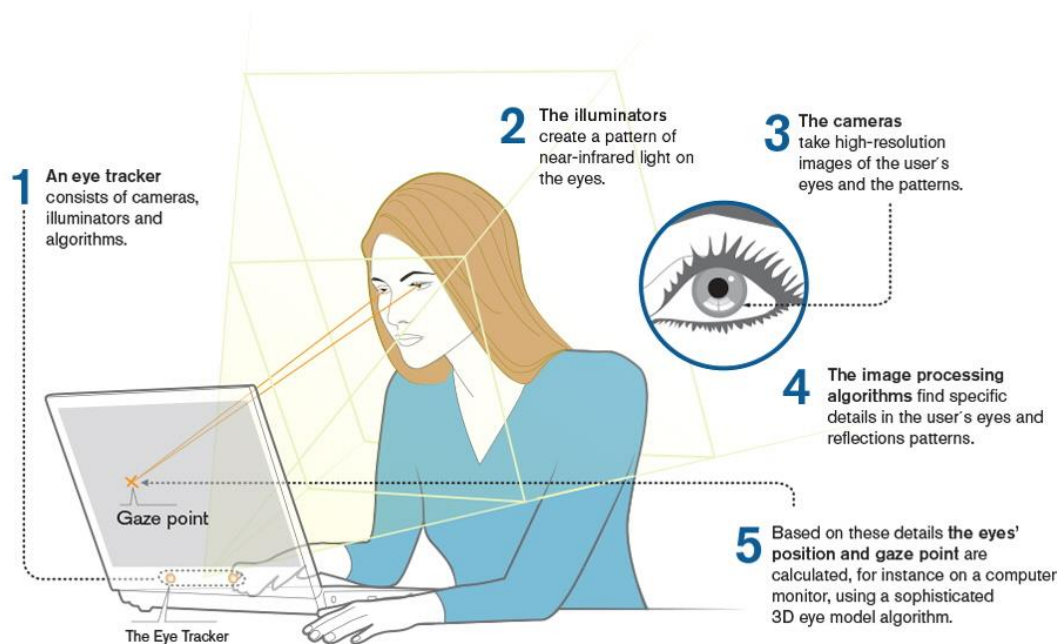 1 An eye tracker
consists of cameras,
illuminators and
algorithms.
2 The illuminators
create a pattern of
near-infrared light on
the eyes.
3 The cameras
take high-resolution
images of the user´s
eyes and the patterns.
4 The image processing
algorithms find specific
details in the user´s eyes and
reflections patterns.
5 Based on these details the eyes’
position and gaze point are
calculated, for instance on a computer
monitor, using a sophisticated
3D eye model algorithm.
Gaze point
The Eye Tracker